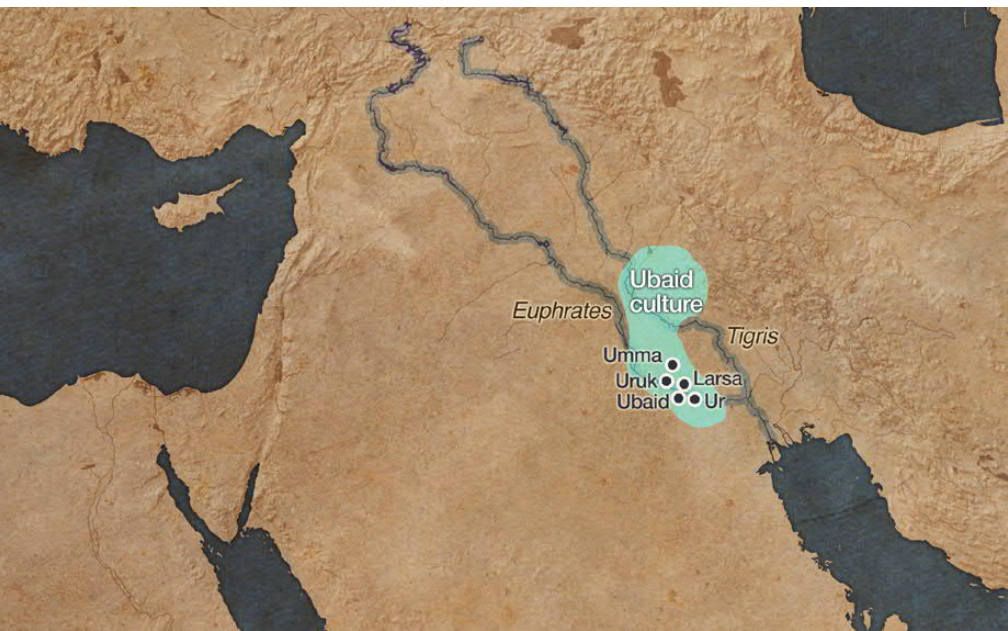 Ubaid
culture
Euphrates
Tigris
Umma
Uruk
Larsa
Ubaid
Ur